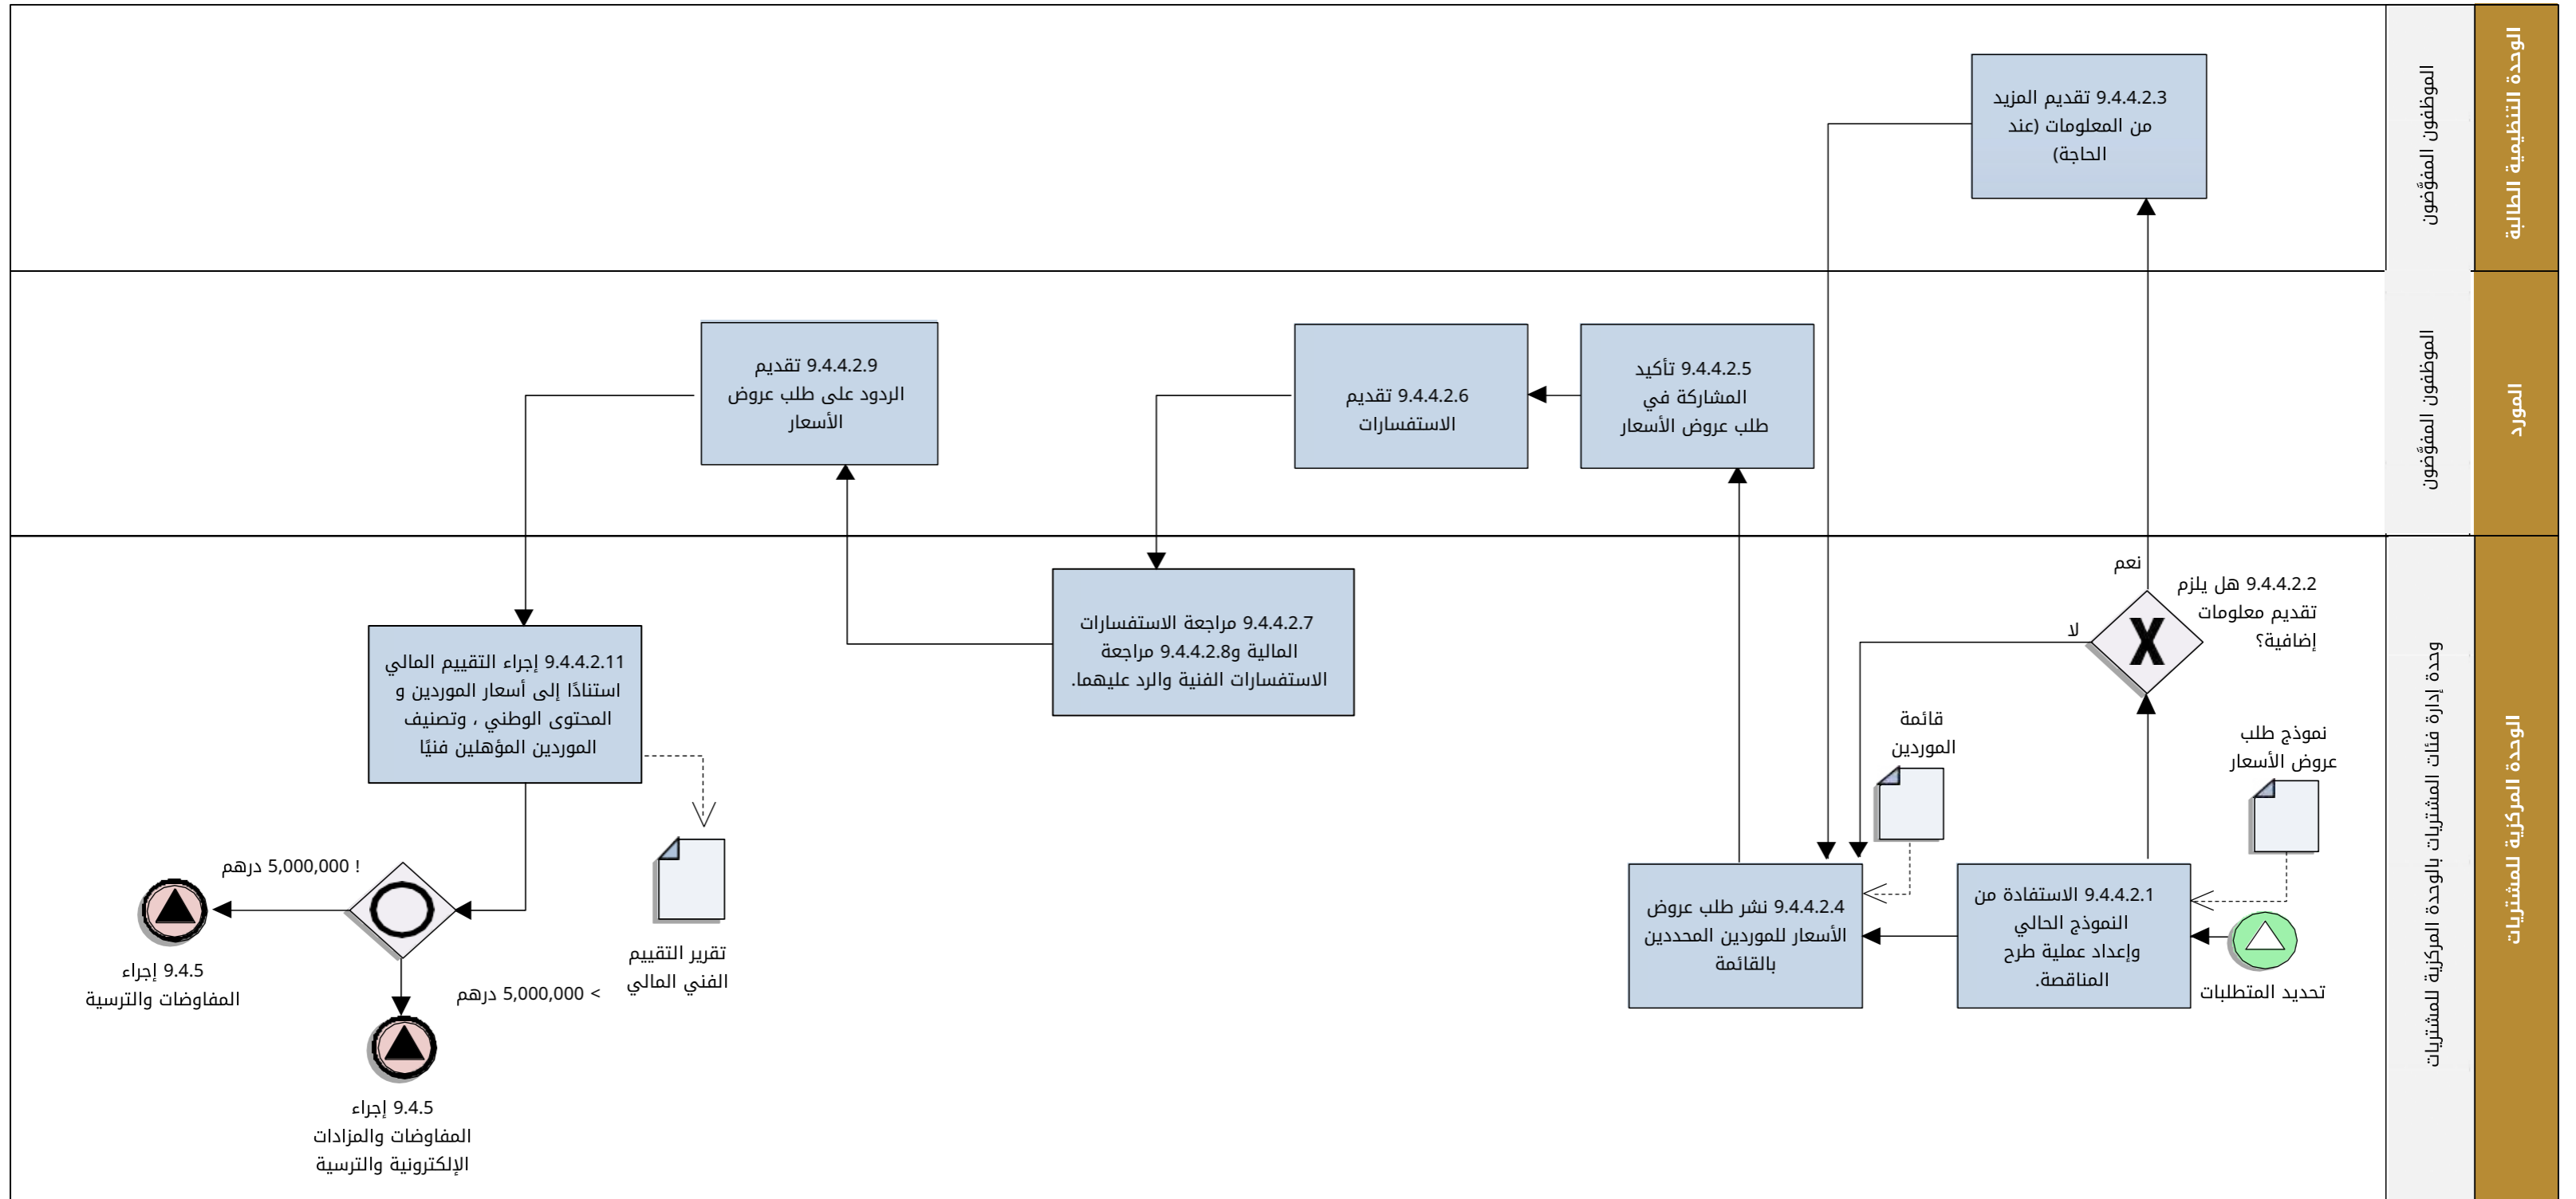 الوحدة التنظيمية الطالبة
الموظفون المفوَّضون
9.4.4.2.3 تقديم المزيد
من المعلومات (عند
الحاجة)
المورد
الموظفون المفوَّضون
9.4.4.2.5 تأكيد
المشاركة في
طلب عروض الأسعار
9.4.4.2.6 تقديم
الاستفسارات
9.4.4.2.9 تقديم
الردود على طلب عروض
الأسعار
الوحدة المركزية للمشتريات
وحدة إدارة فئات المشتريات بالوحدة المركزية للمشتريات
نعم
9.4.4.2.2 هل يلزم
تقديم معلومات
إضافية؟
لا
نموذج طلب
عروض الأسعار
قائمة
الموردين
تحديد المتطلبات
9.4.4.2.1 الاستفادة من
النموذج الحالي
وإعداد عملية طرح
المناقصة.
9.4.4.2.4 نشر طلب عروض
الأسعار للموردين المحددين
بالقائمة
9.4.4.2.7 مراجعة الاستفسارات
المالية و9.4.4.2.8 مراجعة
الاستفسارات الفنية والرد عليهما.
9.4.4.2.11 إجراء التقييم المالي
استنادًا إلى أسعار الموردين و
المحتوى الوطني ، وتصنيف
الموردين المؤهلين فنيًا
تقرير التقييم
الفني المالي
! 5,000,000 درهم
9.4.5 إجراء
المفاوضات والترسية
> 5,000,000 درهم
9.4.5 إجراء
المفاوضات والمزادات
الإلكترونية والترسية